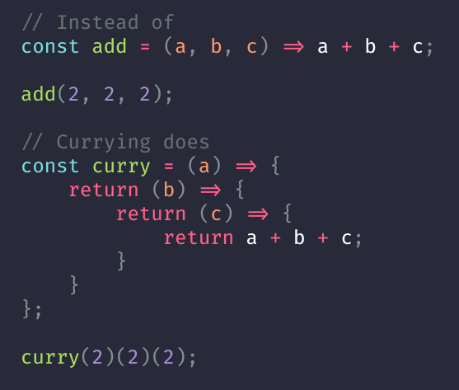 // Instead of
const add = (a, b, c) => a + b + c;
add(2, 2, 2);
// Currying does
const curry = (a) => {
    return (b) => {
        return (c) => {
            return a + b + c;
        }
    }
};
curry(2)(2)(2);